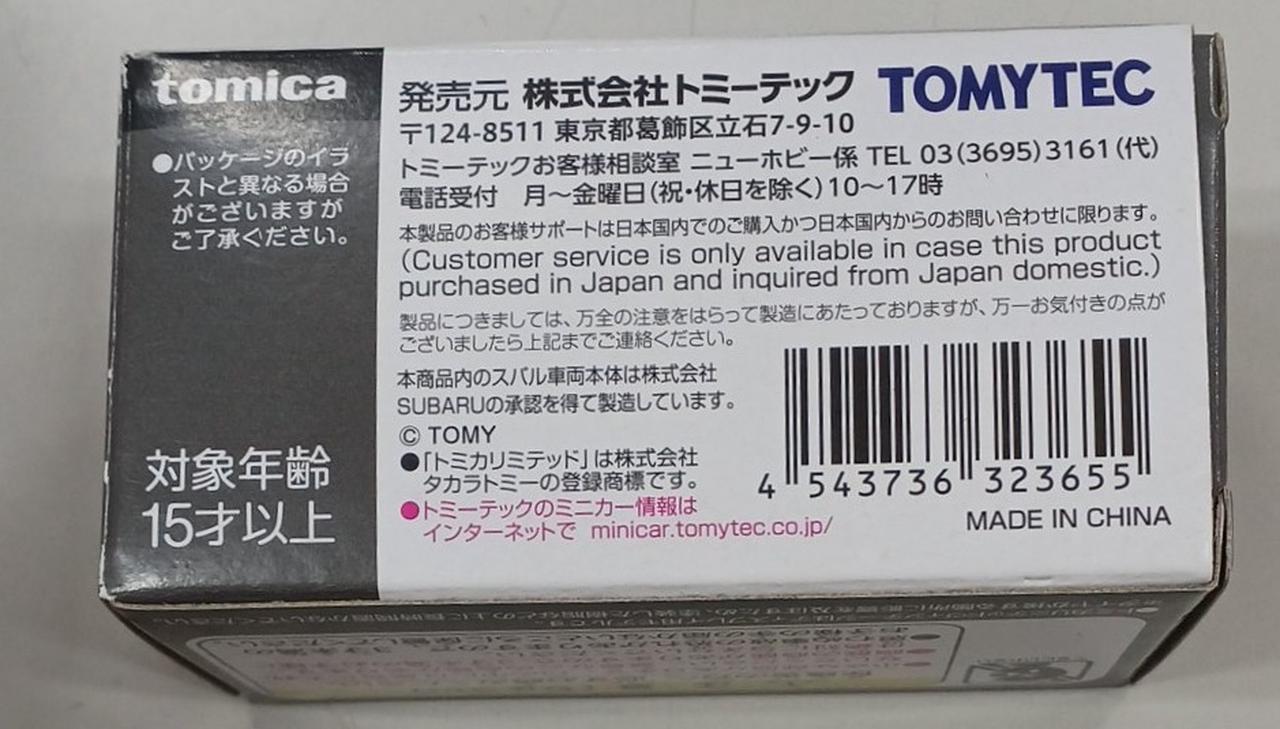 tomica
●パッケージのイラ
ストと異なる場合
がございますが
ご了承ください。
対象年齢
15才以上
発売元 株式会社トミーテック TOMYTEC
〒124-8511 東京都葛飾区立石7-9-10
トミーテックお客様相談室 ニューホビー係 TEL 03(3695)3161(代)
電話受付 月～金曜日(祝・休日を除く)10～17時
本製品のお客様サポートは日本国内でのご購入かつ日本国内からのお問い合わせに限ります。
(Customer service is only available in case this product
purchased in Japan and inquired from Japan domestic.)
製品につきましては、万全の注意をはらって製造にあたっておりますが、万一お気付きの点が
ございましたら上記までご連絡ください。
本商品内のスバル車両本体は株式会社
SUBARUの承認を得て製造しています。
© TOMY
●「トミカリミテッド」は株式会社
タカラトミーの登録商標です。
●トミーテックのミニカー情報は
インターネットで minicar.tomytec.co.jp/
4 543736 323655
MADE IN CHINA